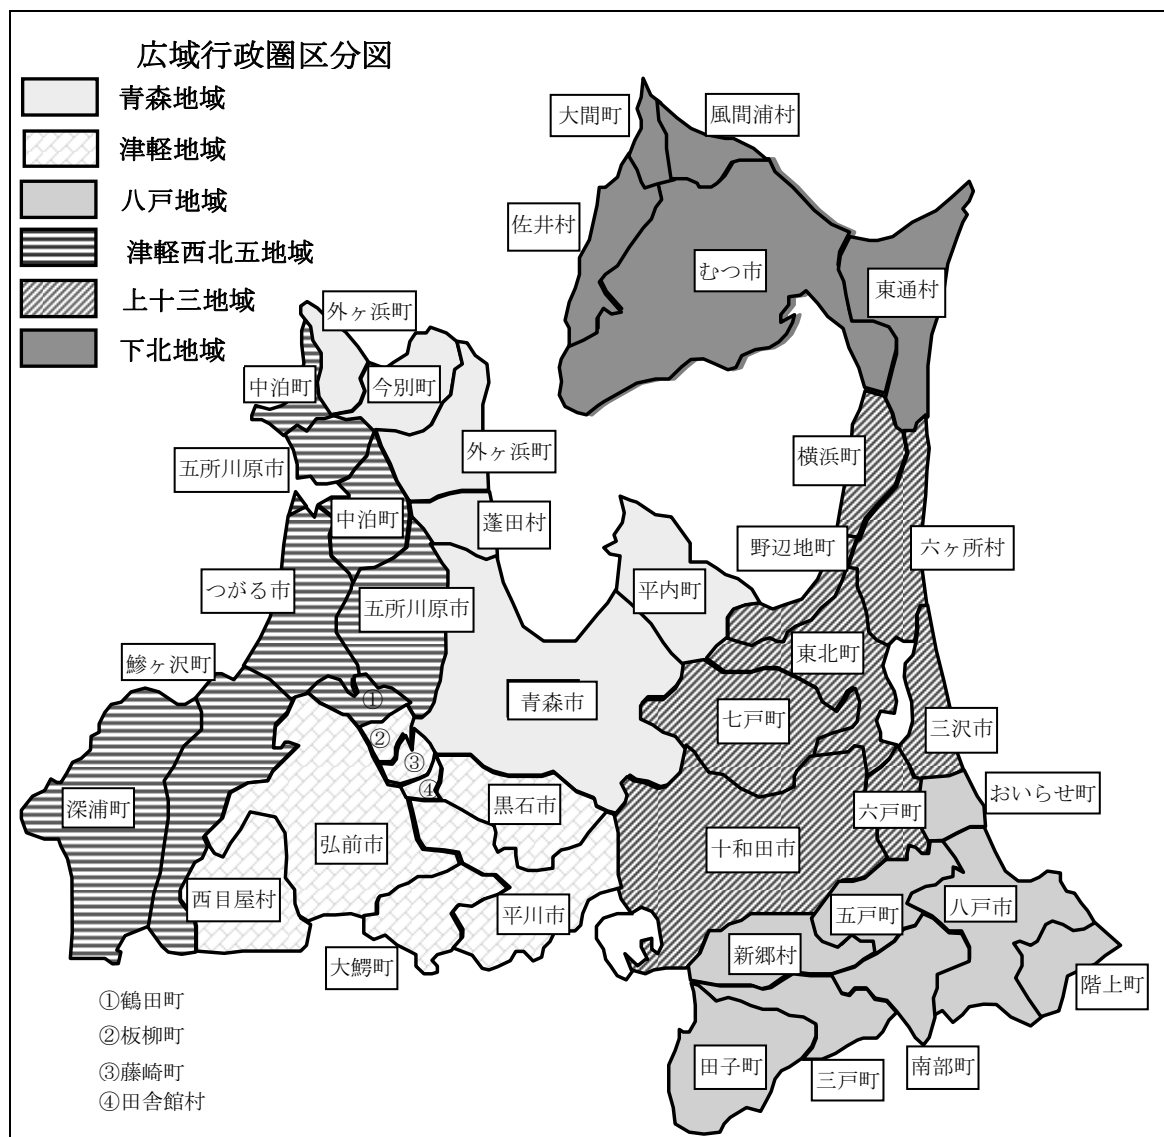 広域行政圏区分図
青森地域
津軽地域
八戸地域
津軽西北五地域
上十三地域
下北地域
大間町
風間浦村
佐井村
むつ市
東通村
外ヶ浜町
中泊町
今別町
五所川原市
外ヶ浜町
横浜町
中泊町
蓬田村
野辺地町
六ヶ所村
つがる市
五所川原市
平内町
鰺ヶ沢町
東北町
青森市
七戸町
三沢市
①
②
③
④
深浦町
黒石市
六戸町
おいらせ町
弘前市
十和田市
西目屋村
平川市
五戸町
八戸市
大鰐町
新郷村
階上町
田子町
三戸町
南部町
①鶴田町
②板柳町
③藤崎町
④田舎館村